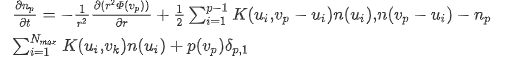 ∂n_p/∂t = −1/r² ∂(r²Φ(v_p))/∂r + 1/2 ∑_{i=1}^{p−1} K(u_i,v_p − u_i)n(u_i),n(v_p − u_i) − n_p
∑_{i=1}^{N_max} K(u_i,v_k)n(u_i) + p(v_p)δ_{p,1}